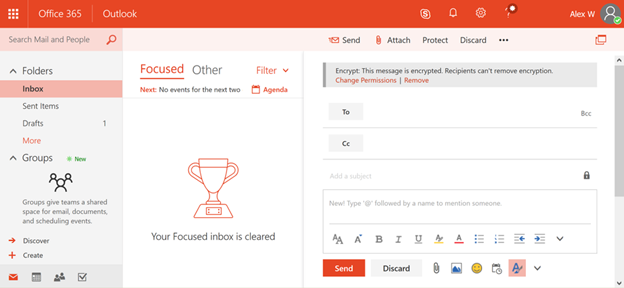 Office 365 Outlook Alex W
Search Mail and People
Send Attach Protect Discard
Folders
Inbox
Sent Items
Drafts 1
More
Groups New
Groups give teams a shared
space for email, documents,
and scheduling events.
Discover
Create
Focused Other Filter
Next: No events for the next two Agenda
Your Focused inbox is cleared
Encrypt: This message is encrypted. Recipients can't remove encryption.
Change Permissions | Remove
To Bcc
Cc
Add a subject
New! Type '@' followed by a name to mention someone.
Send Discard